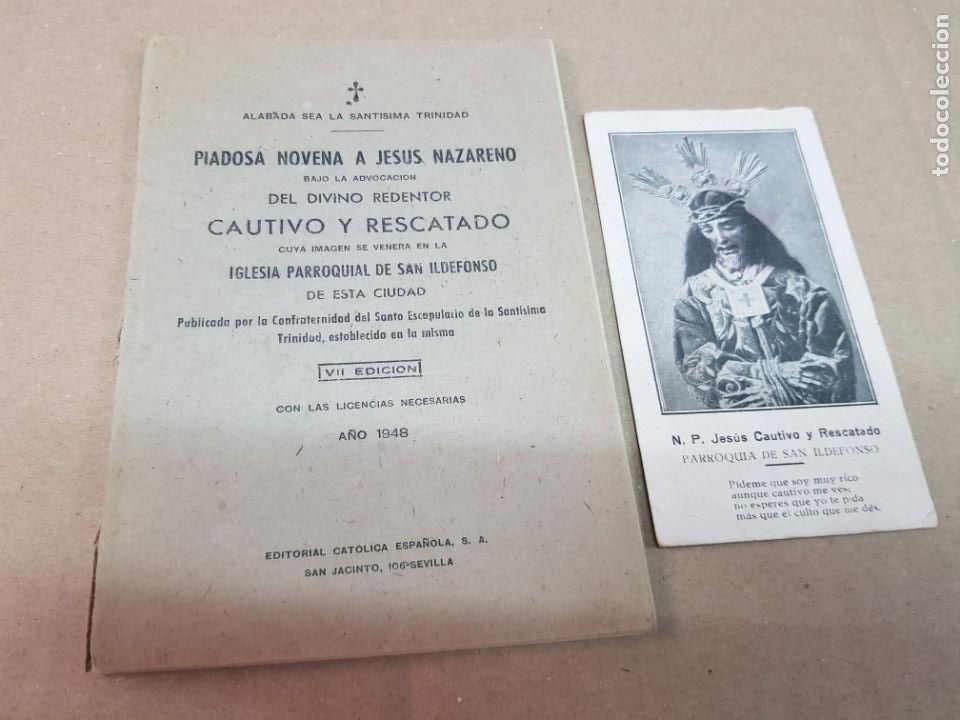 ALABADA SEA LA SANTISIMA TRINIDAD
PIADOSA NOVENA A JESUS NAZARENO
BAJO LA ADVOCACION
DEL DIVINO REDENTOR
CAUTIVO Y RESCATADO
CUYA IMAGEN SE VENERA EN LA
IGLESIA PARROQUIAL DE SAN ILDEFONSO
DE ESTA CIUDAD
Publicada por la Confraternidad del Santo Escapulario de la Santísima
Trinidad, establecida en la misma
VII EDICION
CON LAS LICENCIAS NECESARIAS
AÑO 1948
EDITORIAL CATOLICA ESPAÑOLA, S. A.
SAN JACINTO, 106-SEVILLA
N. P. Jesús Cautivo y Rescatado
PARROQUIA DE SAN ILDEFONSO
Pídeme que soy muy rico
aunque cautivo me ves;
no esperes que yo te pida
más que el culto que me dés.
todocoleccion